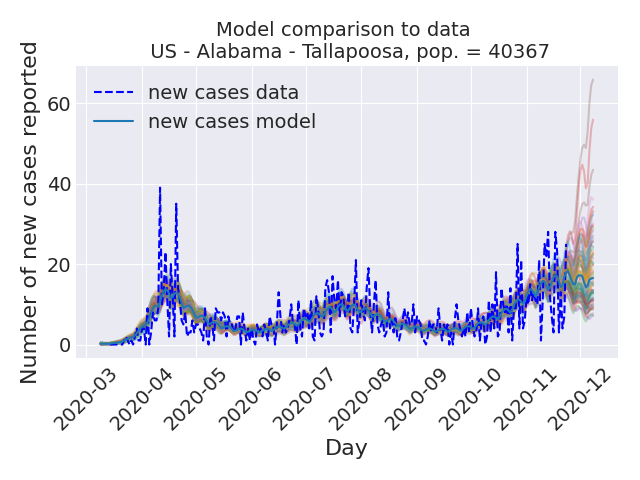 Model comparison to data
US - Alabama - Tallapoosa, pop. = 40367
Number of new cases reported
60
40
20
0
new cases data
new cases model
2020-03
2020-04
2020-05
2020-06
2020-07
2020-08
2020-09
2020-10
2020-11
2020-12
Day